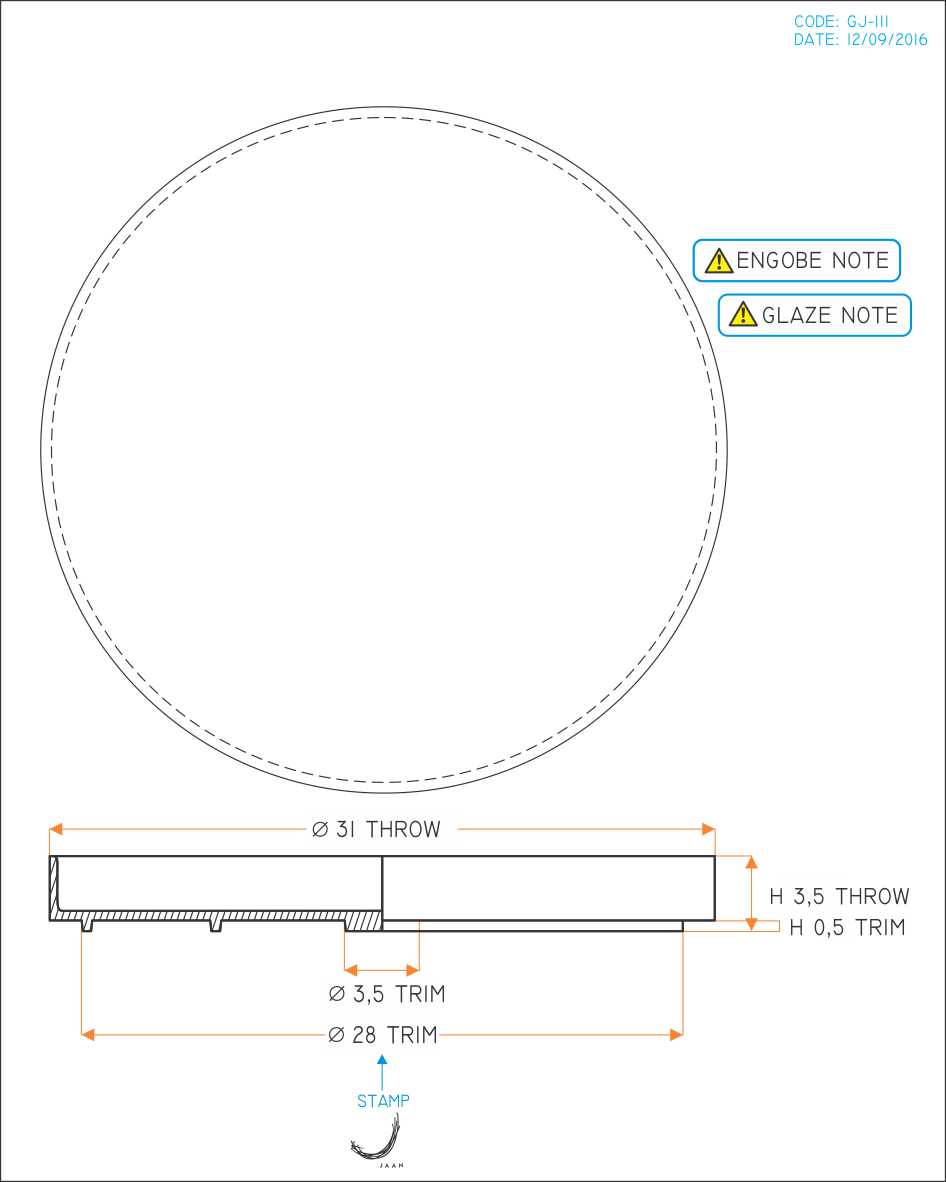 CODE: GJ-111
DATE: 12/09/2016
ENGOBE NOTE
GLAZE NOTE
Ø 31 THROW
H 3,5 THROW
H 0,5 TRIM
Ø 3,5 TRIM
Ø 28 TRIM
STAMP
JAAN